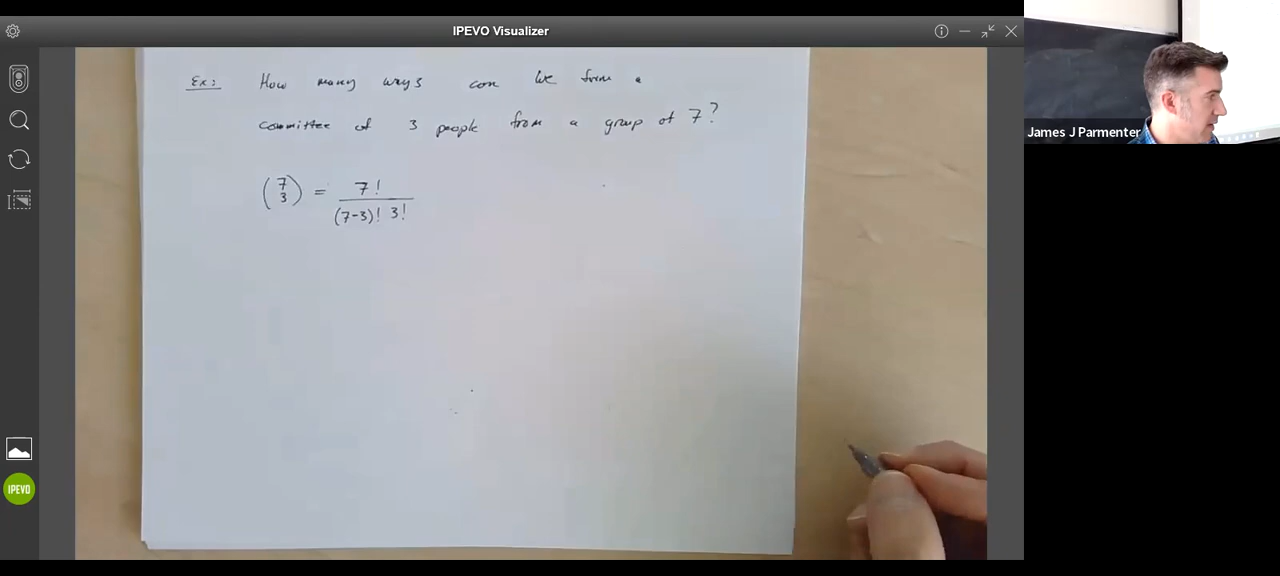 IPEVO Visualizer
Ex: How many ways can we form a
committee of 3 people from a group of 7?
(7 3) = 7! / (7-3)! 3!
James J Parmenter
IPEVO